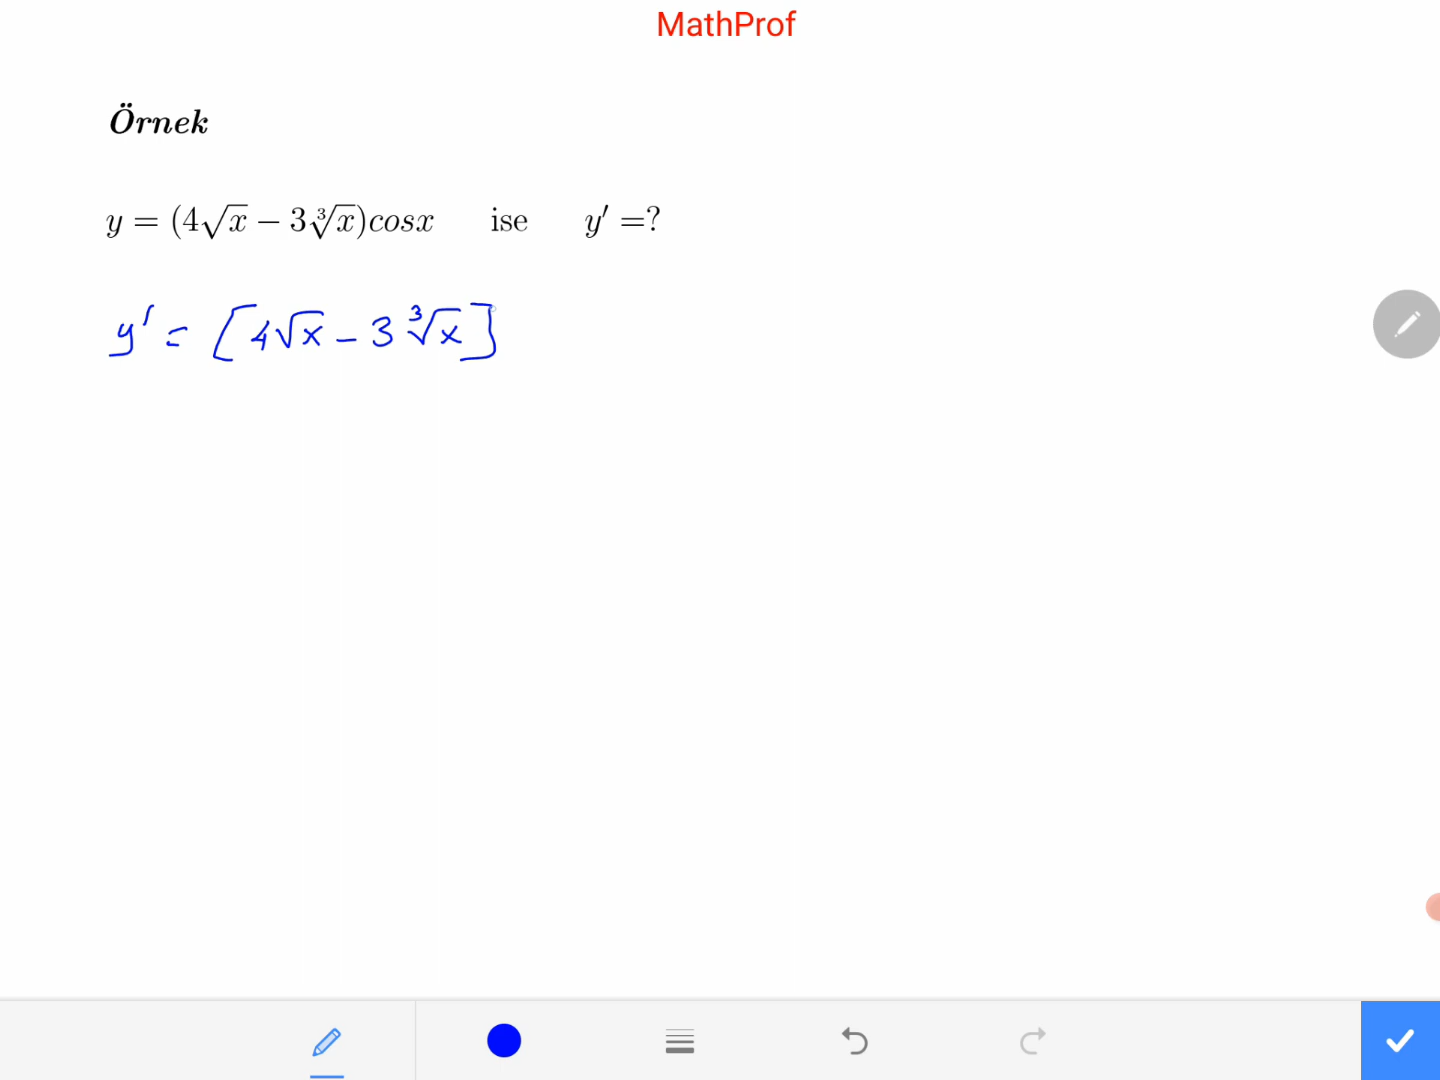 MathProf
Örnek
y = (4√x − 3∛x)cosx ise y′ =?
y' = [4√x − 3∛x]